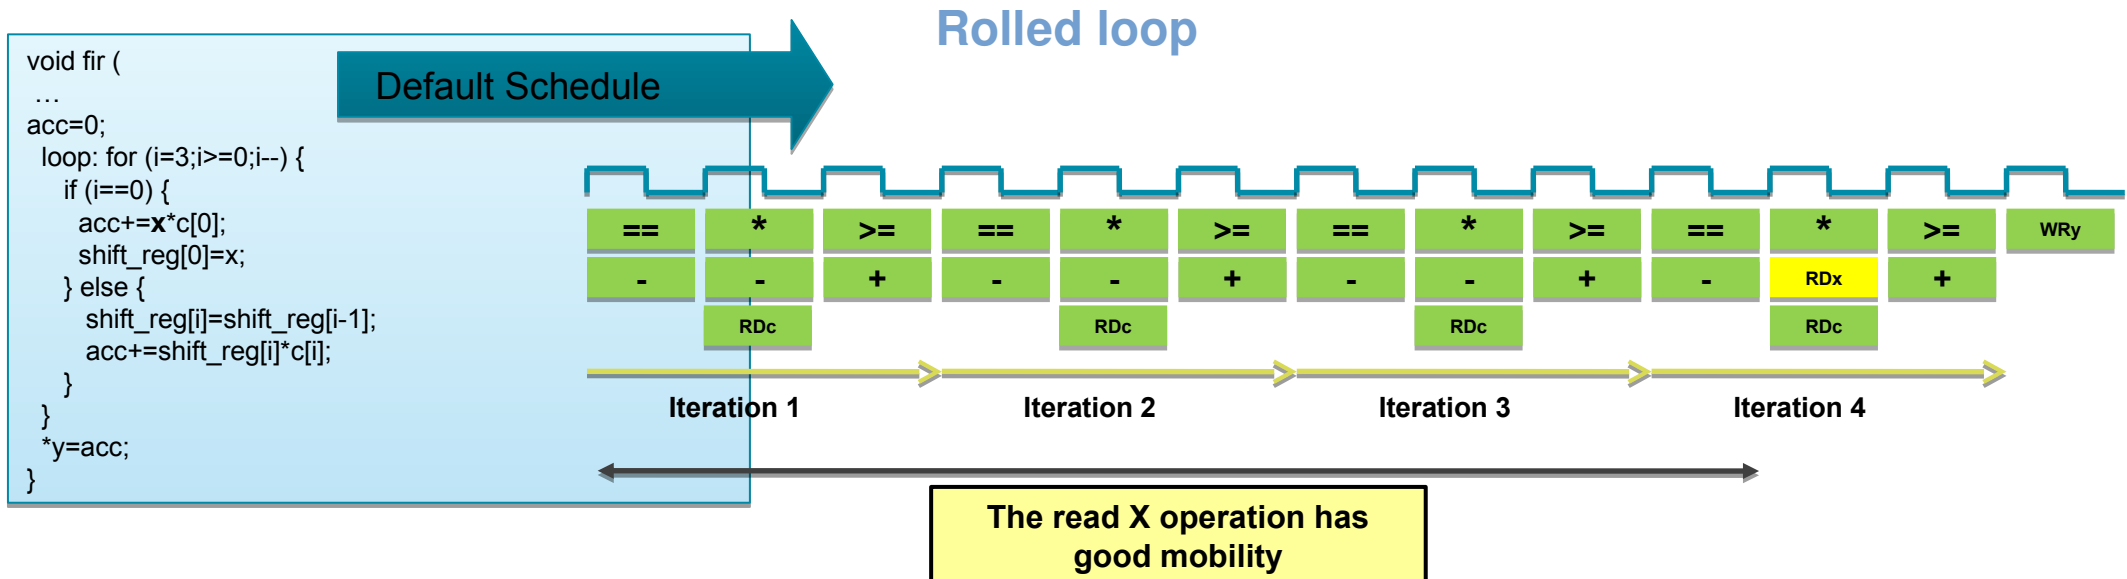 Rolled loop
Default Schedule
void fir (
…
acc=0;
loop: for (i=3;i>=0;i--) {
if (i==0) {
acc+=x*c[0];
shift_reg[0]=x;
} else {
shift_reg[i]=shift_reg[i-1];
acc+=shift_reg[i]*c[i];
}
}
*y=acc;
}
== * >= == * >= == * >= == * >= WRy
- - + - - + - - + - RDx +
RDc RDc RDc RDc
Iteration 1 Iteration 2 Iteration 3 Iteration 4
The read X operation has
good mobility